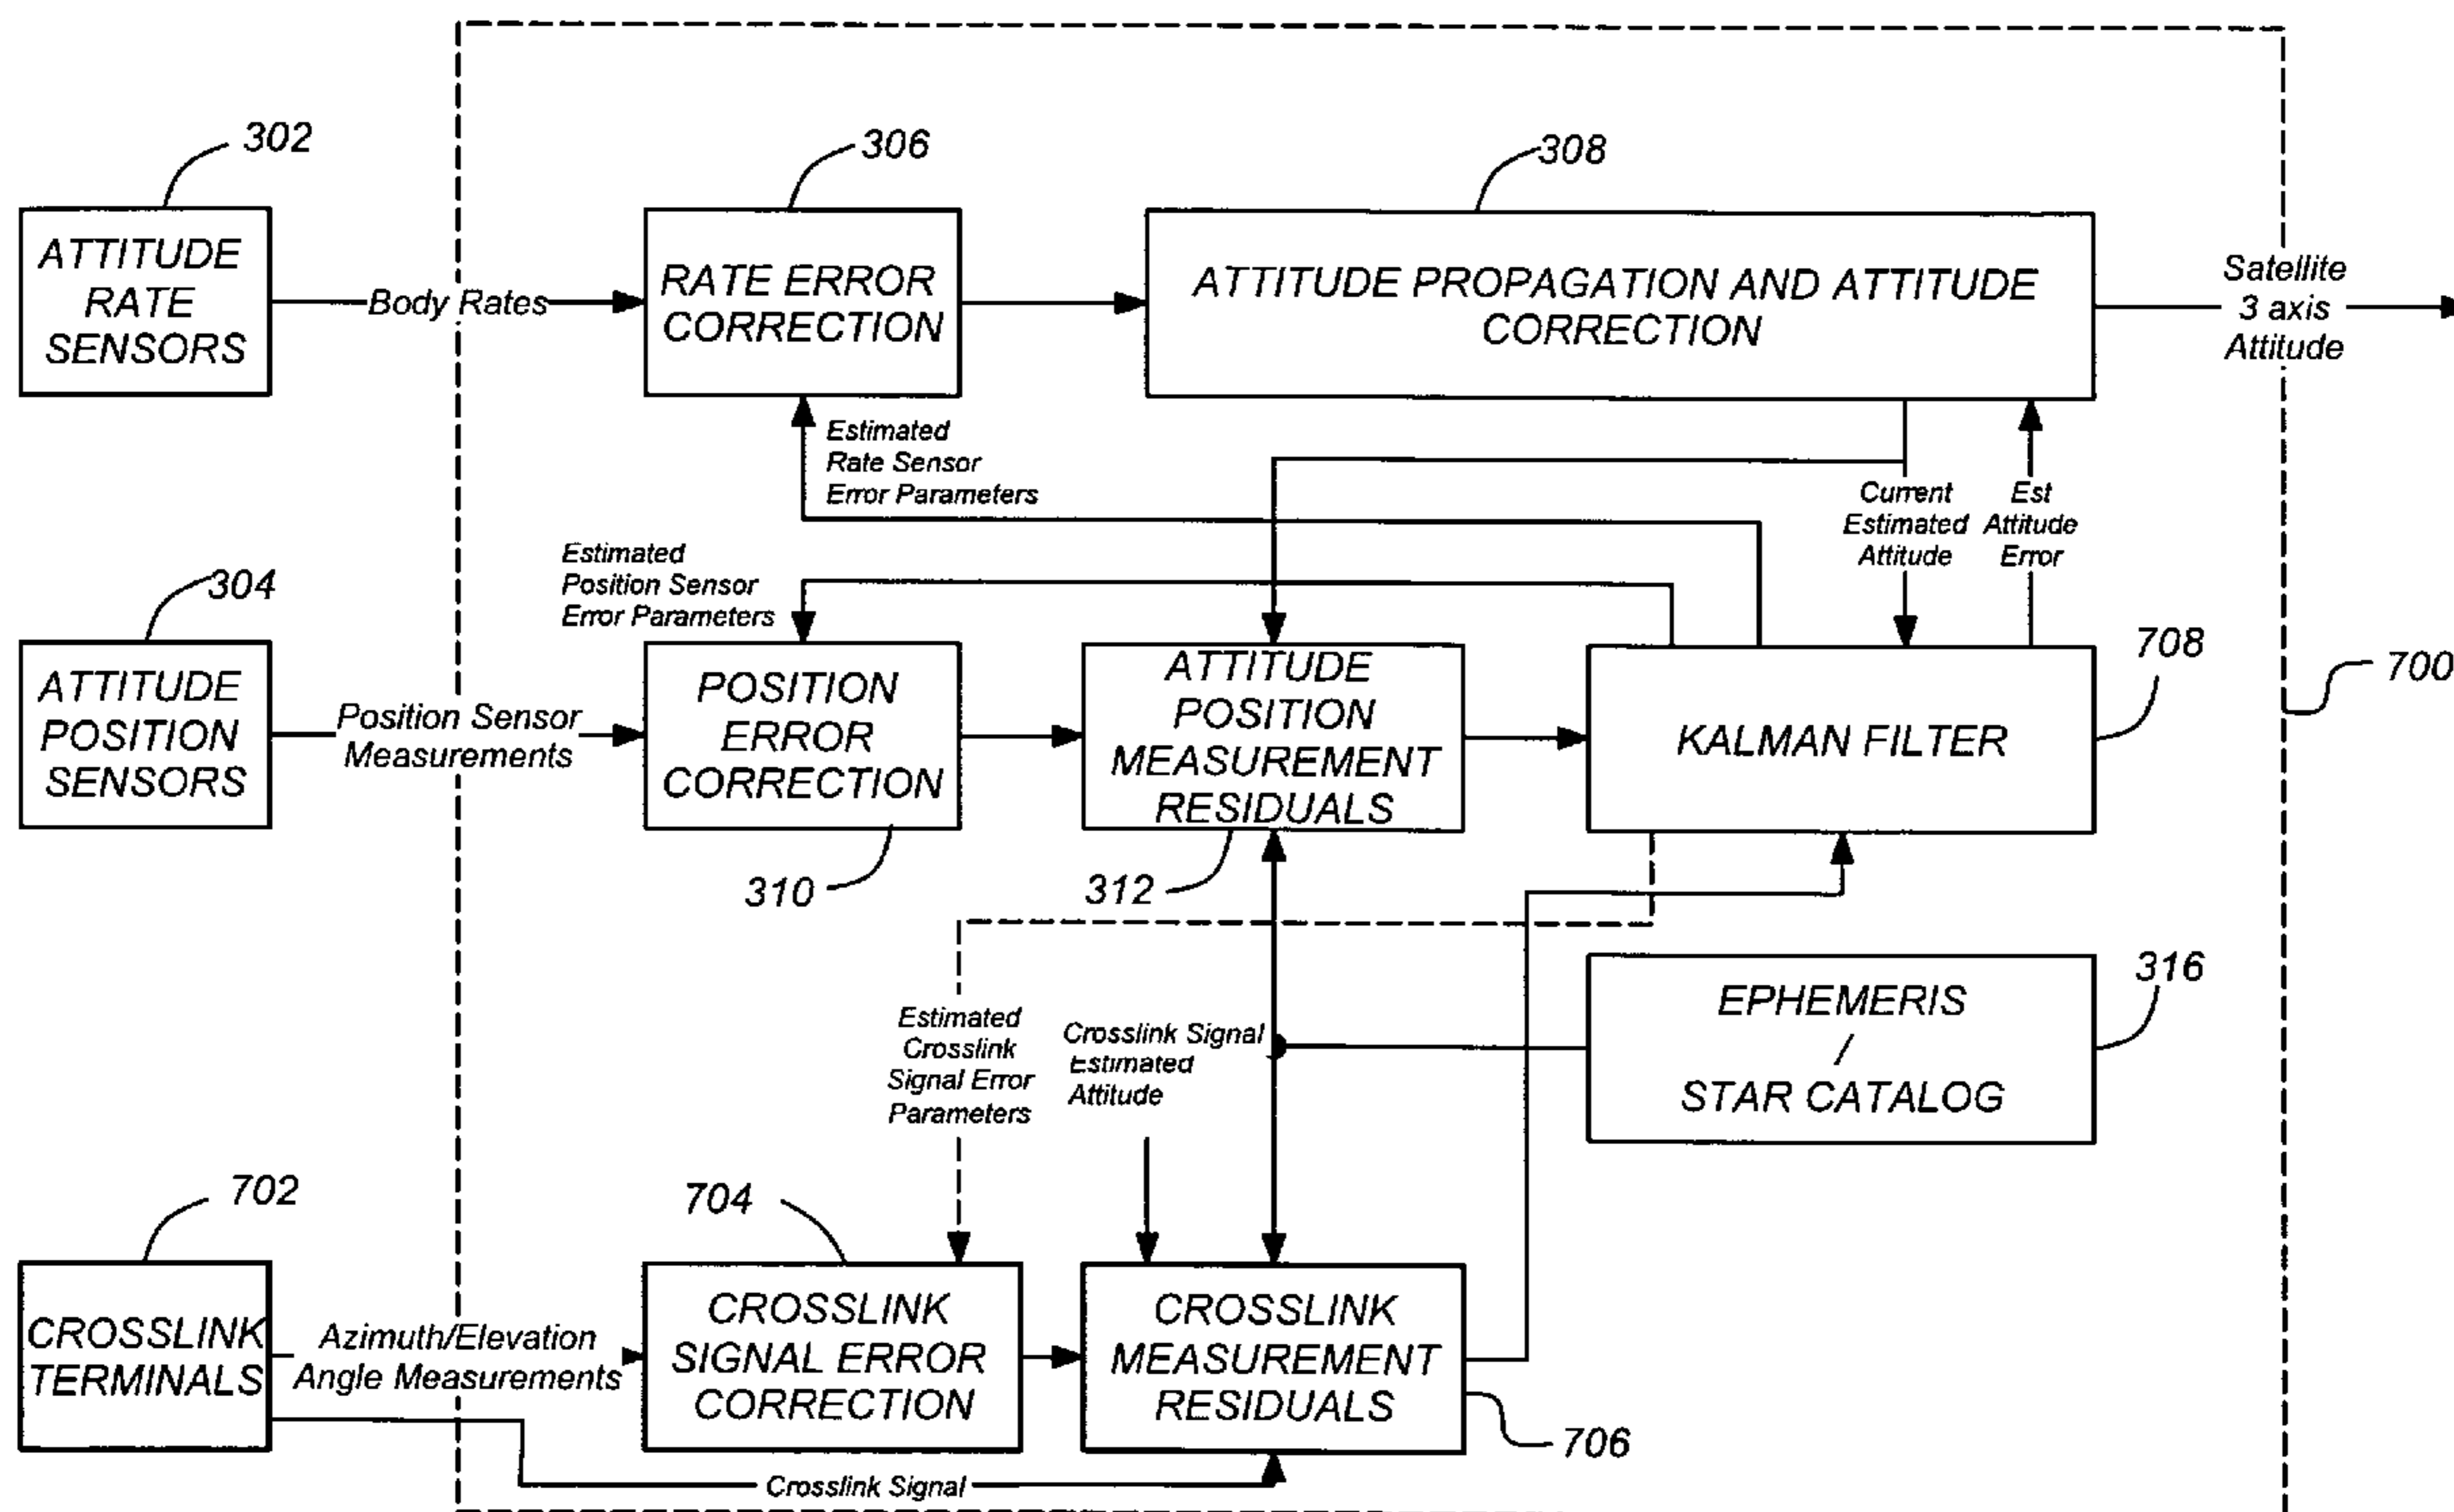 302
306
308
ATTITUDE
RATE
SENSORS
Body Rates
RATE ERROR
CORRECTION
ATTITUDE PROPAGATION AND ATTITUDE
CORRECTION
Satellite
3 axis
Attitude
Estimated
Rate Sensor
Error Parameters
Current
Estimated
Attitude
Est
Attitude
Error
Estimated
Position Sensor
Error Parameters
304
708
700
ATTITUDE
POSITION
SENSORS
Position Sensor
Measurements
POSITION
ERROR
CORRECTION
ATTITUDE
POSITION
MEASUREMENT
RESIDUALS
KALMAN FILTER
310
312
316
EPHEMERIS
/
STAR CATALOG
Estimated
Crosslink
Signal Error
Parameters
Crosslink Signal
Estimated
Attitude
702
704
CROSSLINK
TERMINALS
Azimuth/Elevation
Angle Measurements
CROSSLINK
SIGNAL ERROR
CORRECTION
CROSSLINK
MEASUREMENT
RESIDUALS
706
Crosslink Signal